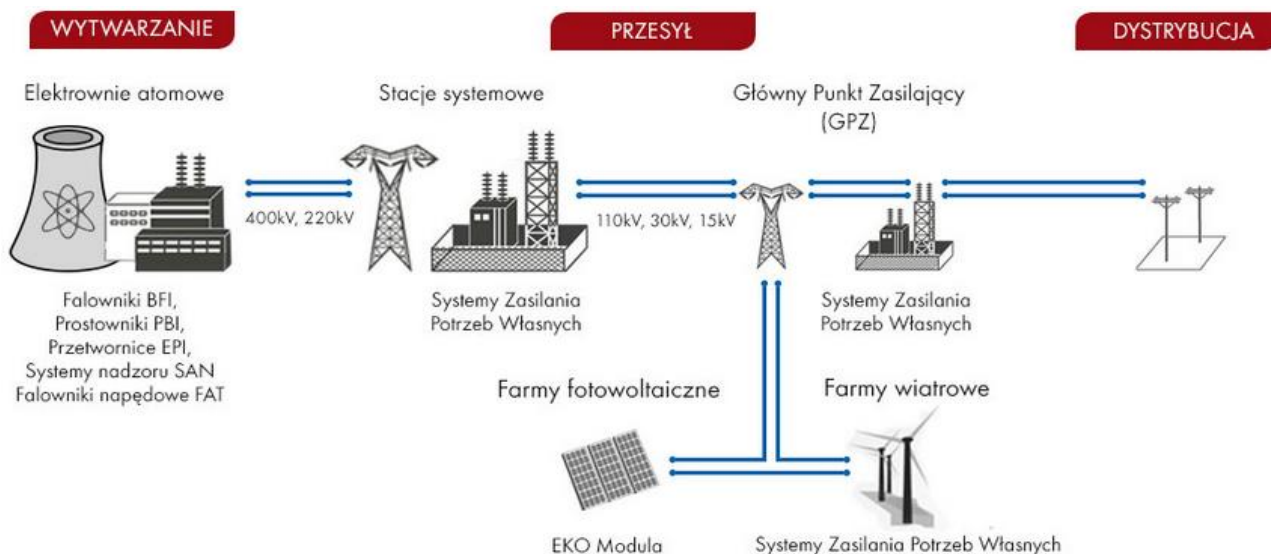 WYTWARZANIE
PRZESYŁ
DYSTRYBUCJA
Elektrownie atomowe
Stacje systemowe
Główny Punkt Zasilający
(GPZ)
400kV, 220kV
110kV, 30kV, 15kV
Falowniki BFI,
Prostowniki PBI,
Przetwornice EPI,
Systemy nadzoru SAN
Falowniki napędowe FAT
Systemy Zasilania
Potrzeb Własnych
Systemy Zasilania
Potrzeb Własnych
Farmy fotowoltaiczne
Farmy wiatrowe
EKO Modula
Systemy Zasilania Potrzeb Własnych